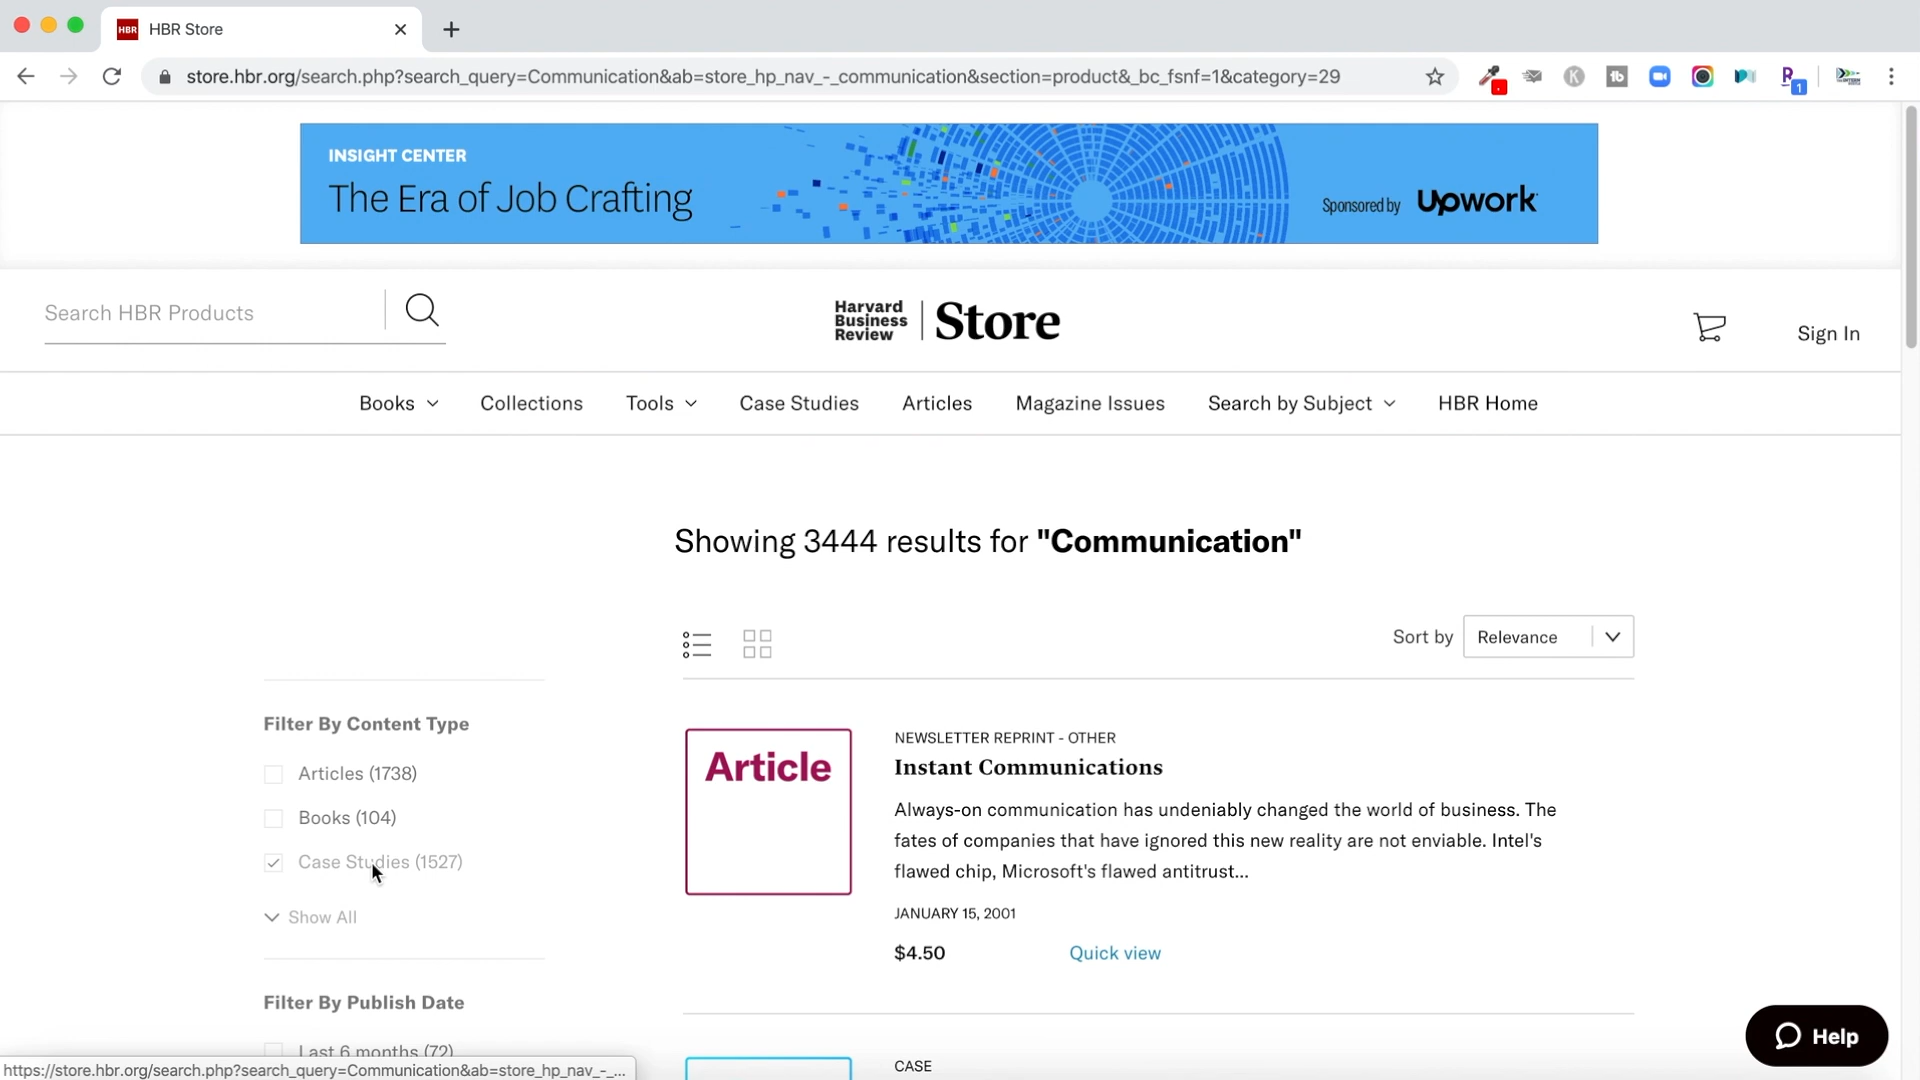 HBR
HBR Store
store.hbr.org/search.php?search_query=Communication&ab=store_hp_nav_-_communication&section=product&_bc_fsnf=1&category=29
K
tb
1
INSIGHT CENTER
The Era of Job Crafting
Sponsored by Upwork
Search HBR Products
Harvard
Business
Review
Store
Sign In
Books
Collections
Tools
Case Studies
Articles
Magazine Issues
Search by Subject
HBR Home
Showing 3444 results for "Communication"
Sort by Relevance
Filter By Content Type
Articles (1738)
Books (104)
Case Studies (1527)
Show All
Filter By Publish Date
Last 6 months (72)
Article
NEWSLETTER REPRINT - OTHER
Instant Communications
Always-on communication has undeniably changed the world of business. The
fates of companies that have ignored this new reality are not enviable. Intel's
flawed chip, Microsoft's flawed antitrust...
JANUARY 15, 2001
$4.50
Quick view
CASE
Help
https://store.hbr.org/search.php?search_query=Communication&ab=store_hp_nav_-_...